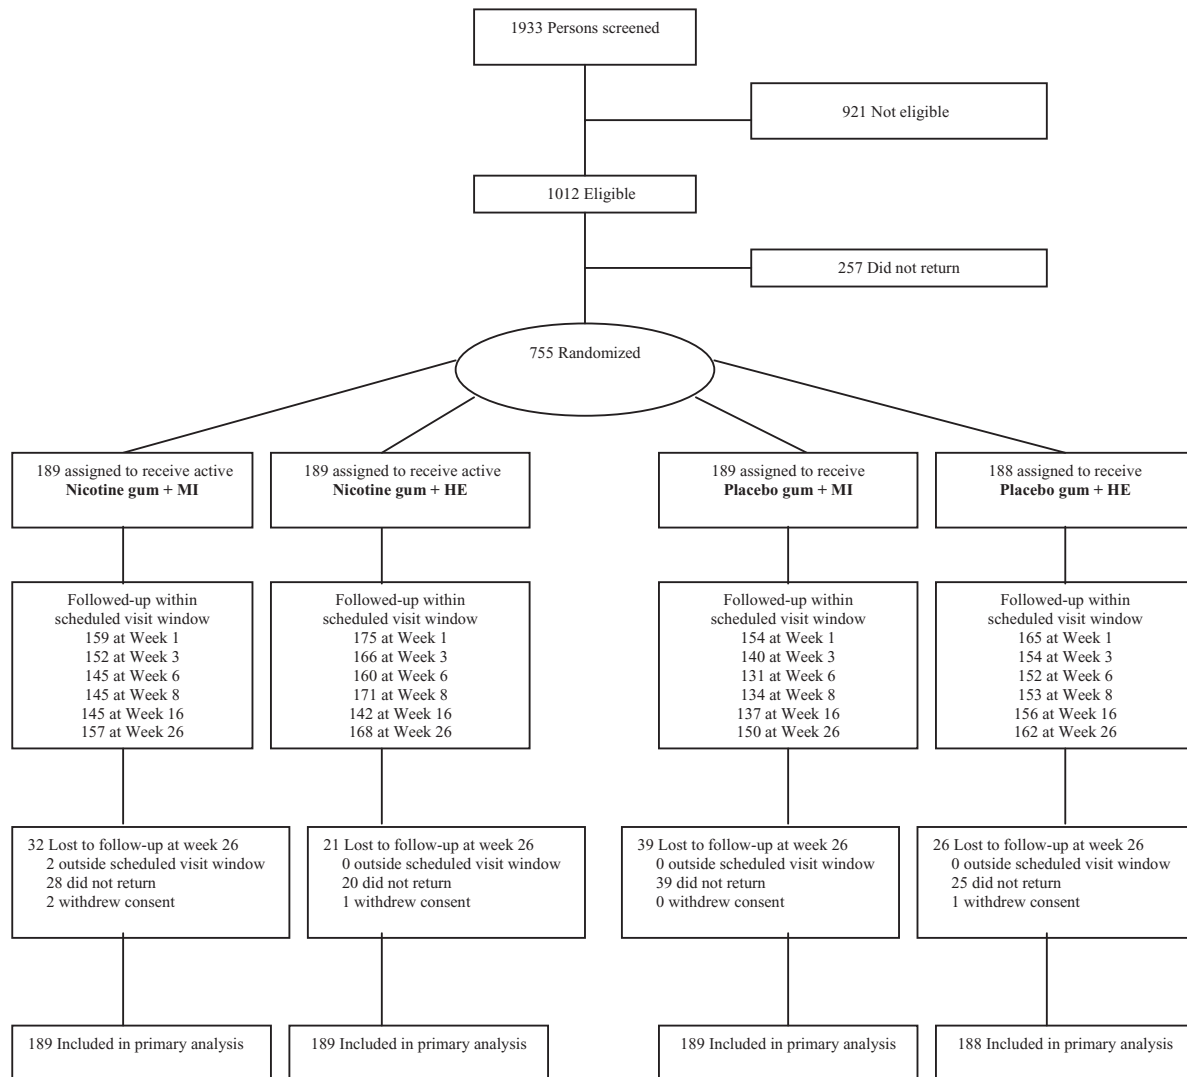 1933 Persons screened
921 Not eligible
1012 Eligible
257 Did not return
755 Randomized
189 assigned to receive active
Nicotine gum + MI
189 assigned to receive active
Nicotine gum + HE
189 assigned to receive
Placebo gum + MI
188 assigned to receive
Placebo gum + HE
Followed-up within
scheduled visit window
159 at Week 1
152 at Week 3
145 at Week 6
145 at Week 8
145 at Week 16
157 at Week 26
Followed-up within
scheduled visit window
175 at Week 1
166 at Week 3
160 at Week 6
171 at Week 8
142 at Week 16
168 at Week 26
Followed-up within
scheduled visit window
154 at Week 1
140 at Week 3
131 at Week 6
134 at Week 8
137 at Week 16
150 at Week 26
Followed-up within
scheduled visit window
165 at Week 1
154 at Week 3
152 at Week 6
153 at Week 8
156 at Week 16
162 at Week 26
32 Lost to follow-up at week 26
2 outside scheduled visit window
28 did not return
2 withdrew consent
21 Lost to follow-up at week 26
0 outside scheduled visit window
20 did not return
1 withdrew consent
39 Lost to follow-up at week 26
0 outside scheduled visit window
39 did not return
0 withdrew consent
26 Lost to follow-up at week 26
0 outside scheduled visit window
25 did not return
1 withdrew consent
189 Included in primary analysis
189 Included in primary analysis
189 Included in primary analysis
188 Included in primary analysis